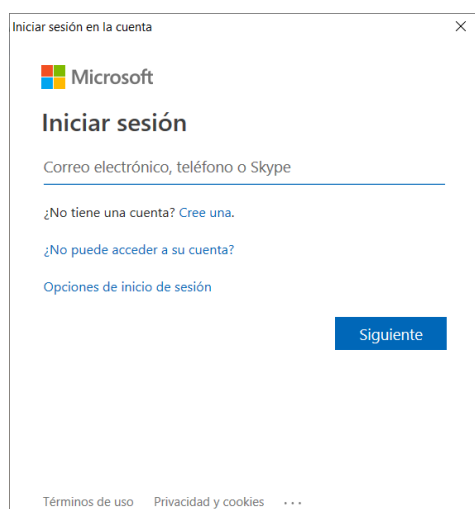 Iniciar sesión en la cuenta
Microsoft
Iniciar sesión
Correo electrónico, teléfono o Skype
¿No tiene una cuenta? Cree una.
¿No puede acceder a su cuenta?
Opciones de inicio de sesión
Siguiente
Términos de uso Privacidad y cookies ...